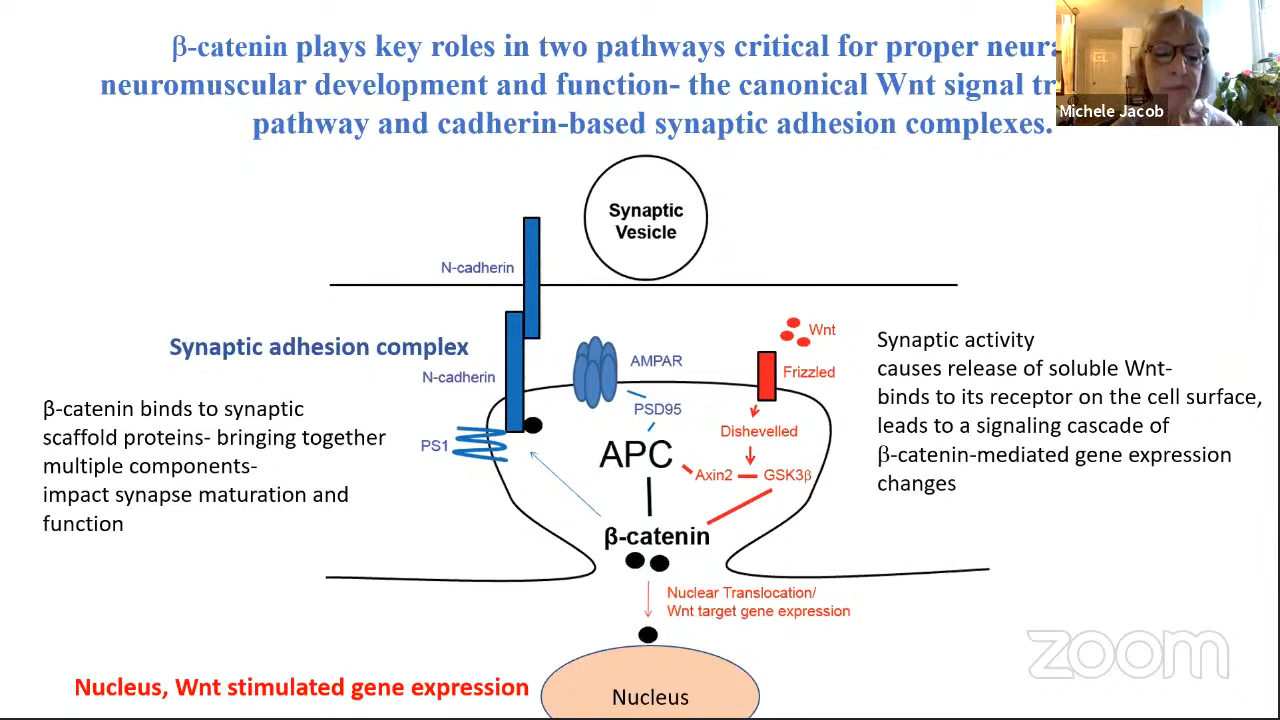 β-catenin plays key roles in two pathways critical for proper
neuromuscular development and function- the canonical Wnt signal
pathway and cadherin-based synaptic adhesion complexes.
Michele Jacob
Synaptic
Vesicle
N-cadherin
Synaptic adhesion complex
N-cadherin
β-catenin binds to synaptic
scaffold proteins- bringing together
multiple components-
impact synapse maturation and
function
PS1
AMPAR
PSD95
APC
Wnt
Frizzled
Dishevelled
Axin2
GSK3β
β-catenin
Synaptic activity
causes release of soluble Wnt-
binds to its receptor on the cell surface,
leads to a signaling cascade of
β-catenin-mediated gene expression
changes
Nuclear Translocation/
Wnt target gene expression
Nucleus, Wnt stimulated gene expression
Nucleus
zoom